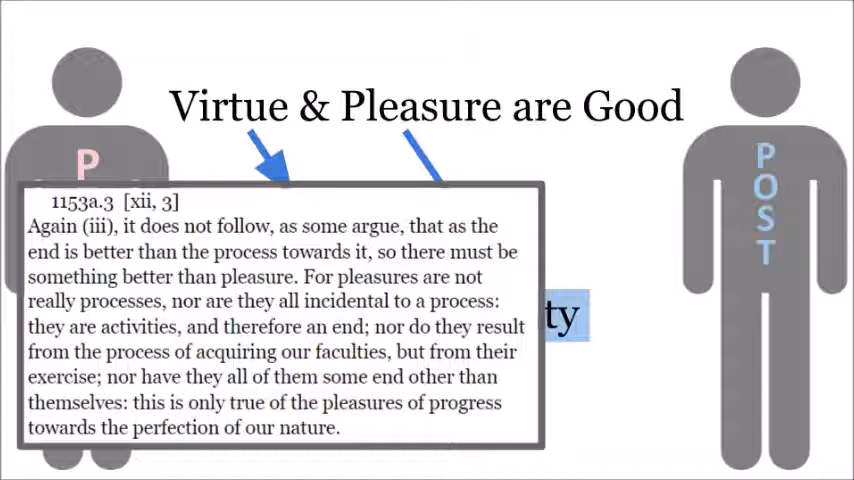 Virtue & Pleasure are Good
P
POST
1153a.3 [xii, 3]
Again (iii), it does not follow, as some argue, that as the
end is better than the process towards it, so there must be
something better than pleasure. For pleasures are not
really processes, nor are they all incidental to a process:
they are activities, and therefore an end; nor do they result
from the process of acquiring our faculties, but from their
exercise; nor have they all of them some end other than
themselves: this is only true of the pleasures of progress
towards the perfection of our nature.
ty